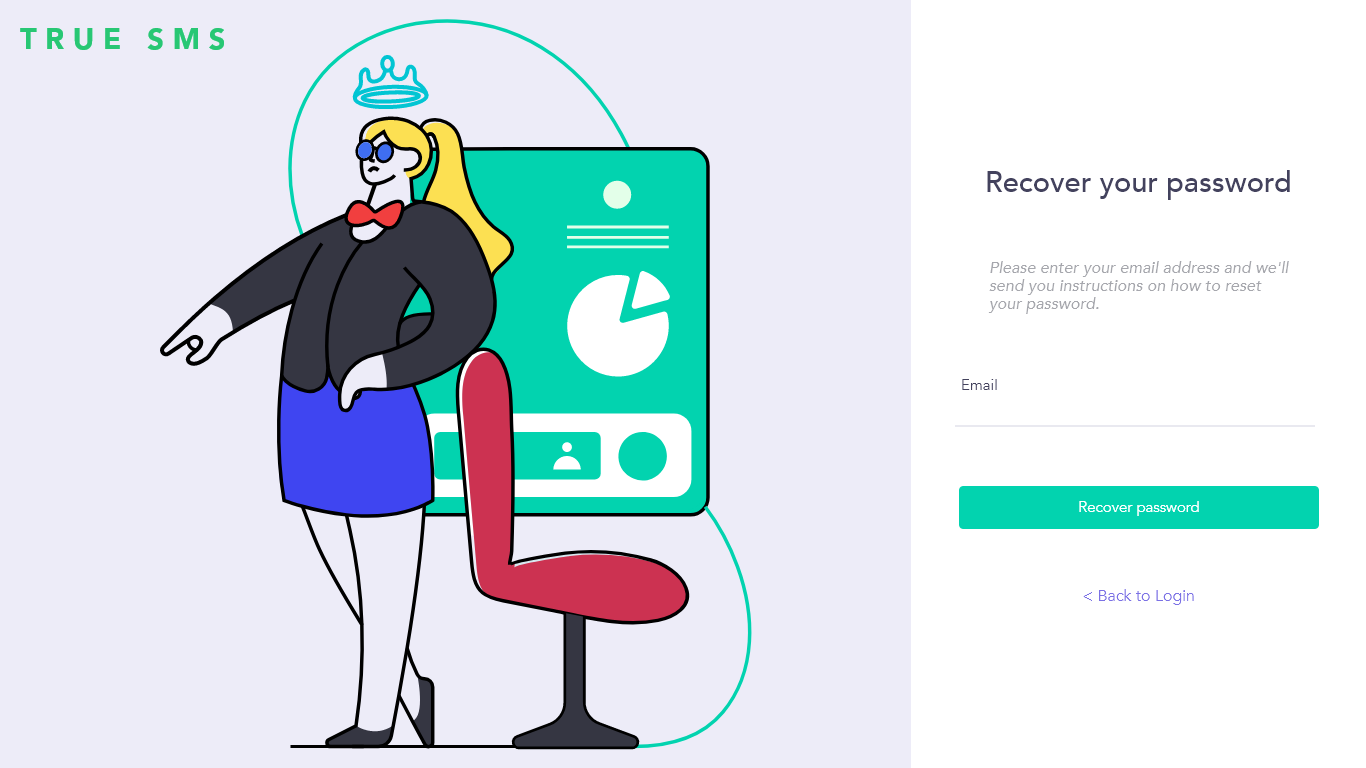 TRUE SMS
Recover your password
Please enter your email address and we'll
send you instructions on how to reset
your password.
Email
Recover password
< Back to Login